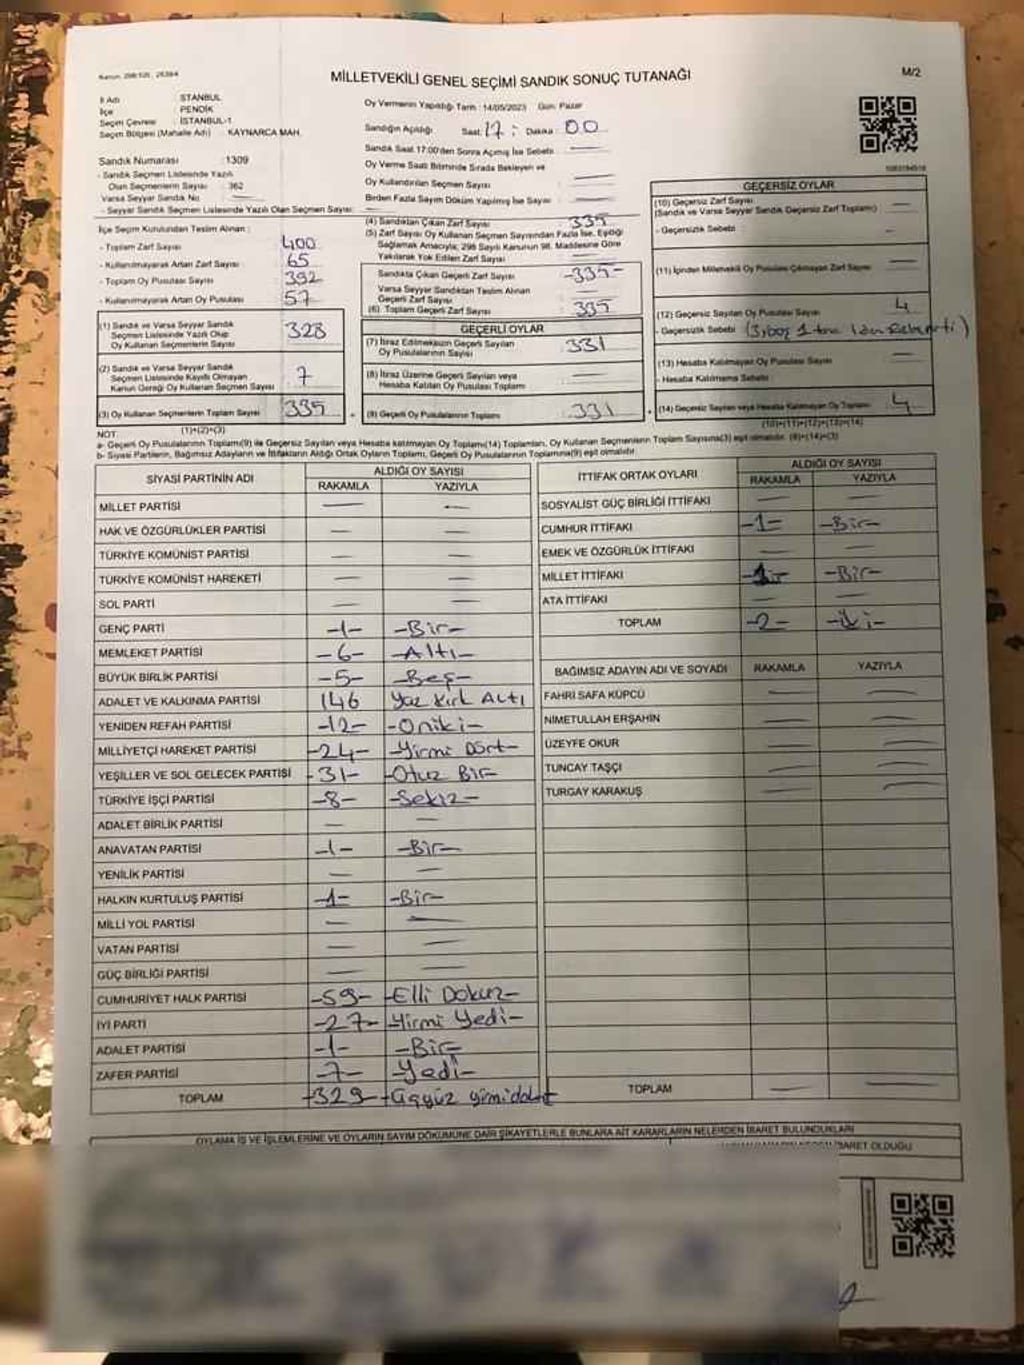 MİLLETVEKİLİ GENEL SEÇİMİ SANDIK SONUÇ TUTANAĞI
M/2
İl Adı : İSTANBUL
İlçe : PENDİK
Seçim Çevresi : İSTANBUL-1
Seçim Bölgesi (Mahalle Adı) : KAYNARCA MAH.
Sandık Numarası : 1309
- Sandık Seçmen Listesinde Yazılı
Olan Seçmenlerin Sayısı : 362
Varsa Seyyar Sandık No
- Seyyar Sandık Seçmen Listesinde Yazılı Olan Seçmen Sayısı:
Oy Vermenin Yapıldığı Tarih : 14/05/2023 Gün: Pazar
Sandığın Açıldığı Saat: 17 : Dakika : 00
Sandık Saat 17:00'den Sonra Açılmış İse Sebebi
Oy Verme Saati Bitiminde Sırada Bekleyen ve
Oy Kullandırılan Seçmen Sayısı
Birden Fazla Sayım Döküm Yapılmış İse Sayısı
İlçe Seçim Kurulundan Teslim Alınan :
- Toplam Zarf Sayısı 400
- Kullanılmayarak Artan Zarf Sayısı 65
- Toplam Oy Pusulası Sayısı 392
- Kullanılmayarak Artan Oy Pusulası 57
(1) Sandık ve Varsa Seyyar Sandık
Seçmen Listesinde Yazılı Olup
Oy Kullanan Seçmenlerin Sayısı 328
(2) Sandık ve Varsa Seyyar Sandık
Seçmen Listesinde Kayıtlı Olmayan
Kanun Gereği Oy Kullanan Seçmen Sayısı 7
(3) Oy Kullanan Seçmenlerin Toplam Sayısı 335
(1)+(2)=(3)
(4) Sandıktan Çıkan Zarf Sayısı 335
(5) Zarf Sayısı Oy Kullanan Seçmen Sayısından Fazla İse, Eşitliği
Sağlamak Amacıyla; 298 Sayılı Kanunun 98. Maddesine Göre
Yakılarak Yok Edilen Zarf Sayısı
Sandıkta Çıkan Geçerli Zarf Sayısı -335-
Varsa Seyyar Sandıktan Teslim Alınan
Geçerli Zarf Sayısı
(6) Toplam Geçerli Zarf Sayısı 335
GEÇERLİ OYLAR
(7) İtiraz Edilmeksizin Geçerli Sayılan
Oy Pusulalarının Sayısı 331
(8) İtiraz Üzerine Geçerli Sayılan veya
Hesaba Katılan Oy Pusulası Toplamı
(9) Geçerli Oy Pusulalarının Toplamı 331
GEÇERSİZ OYLAR
(10) Geçersiz Zarf Sayısı
(Sandık ve Varsa Seyyar Sandık Geçersiz Zarf Toplamı)
- Geçersizlik Sebebi :
(11) İçinden Milletvekili Oy Pusulası Çıkmayan Zarf Sayısı
(12) Geçersiz Sayılan Oy Pusulası Sayısı 4
- Geçersizlik Sebebi (3 boş 1 tane
(13) Hesaba Katılmayan Oy Pusulası Sayısı
- Hesaba Katılmama Sebebi
(14) Geçersiz Sayılan veya Hesaba Katılmayan Oy Toplamı 4
(10)+(11)+(12)+(13)=(14)
NOT
a- Geçerli Oy Pusulalarının Toplamı(9) ile Geçersiz Sayılan veya Hesaba katılmayan Oy Toplamı(14) Toplamları, Oy Kullanan Seçmenlerin Toplam Sayısına(3) eşit olmalıdır. (9)+(14)=(3)
b- Siyasi Partilerin, Bağımsız Adayların ve İttifakların Aldığı Ortak Oyların Toplamı, Geçerli Oy Pusulalarının Toplamına(9) eşit olmalıdır.
SİYASİ PARTİNİN ADI ALDIĞI OY SAYISI
RAKAMLA YAZIYLA
MİLLET PARTİSİ
HAK VE ÖZGÜRLÜKLER PARTİSİ
TÜRKİYE KOMÜNİST PARTİSİ
TÜRKİYE KOMÜNİST HAREKETİ
SOL PARTİ
GENÇ PARTİ -1- -Bir-
MEMLEKET PARTİSİ -6- -Altı-
BÜYÜK BİRLİK PARTİSİ -5- -Beş-
ADALET VE KALKINMA PARTİSİ 146 Yüz Kırk Altı
YENİDEN REFAH PARTİSİ -12- -Oniki-
MİLLİYETÇİ HAREKET PARTİSİ -24- -Yirmi Dört-
YEŞİLLER VE SOL GELECEK PARTİSİ -31- -Otuz Bir-
TÜRKİYE İŞÇİ PARTİSİ -8- -Sekiz-
ADALET BİRLİK PARTİSİ
ANAVATAN PARTİSİ -1- -Bir-
YENİLİK PARTİSİ
HALKIN KURTULUŞ PARTİSİ -1- -Bir-
MİLLİ YOL PARTİSİ
VATAN PARTİSİ
GÜÇ BİRLİĞİ PARTİSİ
CUMHURİYET HALK PARTİSİ -59- -Elli Dokuz-
İYİ PARTİ -27- -Yirmi Yedi-
ADALET PARTİSİ -1- -Bir-
ZAFER PARTİSİ -7- -Yedi-
TOPLAM -329- -Üçyüz
İTTİFAK ORTAK OYLARI ALDIĞI OY SAYISI
RAKAMLA YAZIYLA
SOSYALİST GÜÇ BİRLİĞİ İTTİFAKI
CUMHUR İTTİFAKI -1- -Bir-
EMEK VE ÖZGÜRLÜK İTTİFAKI
MİLLET İTTİFAKI -Bir-
ATA İTTİFAKI
TOPLAM -2- -İki-
BAĞIMSIZ ADAYIN ADI VE SOYADI RAKAMLA YAZIYLA
FAHRİ SAFA KÜPCÜ
NİMETULLAH ERŞAHİN
ÜZEYFE OKUR
TUNCAY TAŞÇI
TURGAY KARAKUŞ
TOPLAM
OYLAMA İŞ VE İŞLEMLERİNE VE OYLARIN SAYIM DÖKÜMÜNE DAİR ŞİKAYETLERLE BUNLARA AİT KARARLARIN NELERDEN İBARET BULUNDUKLARI